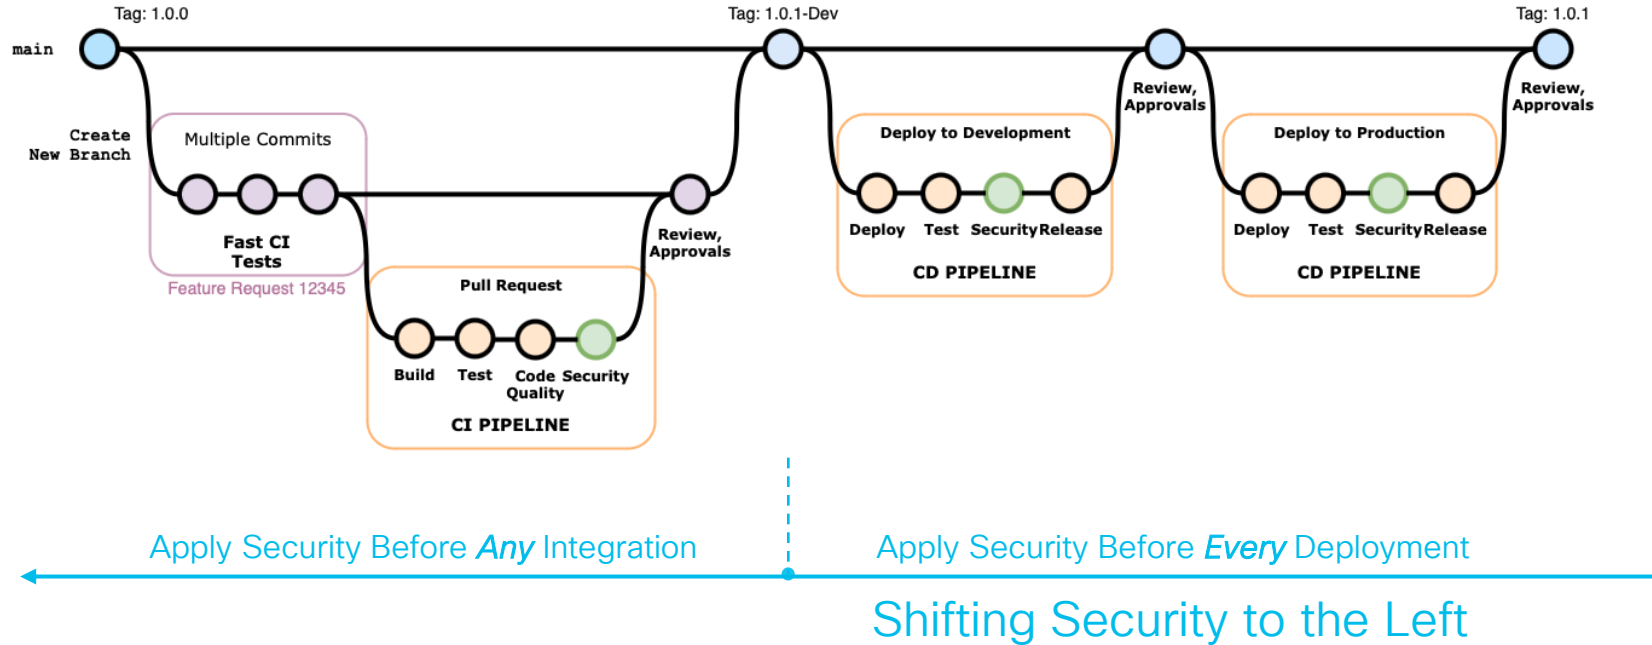 Tag: 1.0.0
Tag: 1.0.1-Dev
Tag: 1.0.1
main
Create
New Branch
Multiple Commits
Fast CI
Tests
Feature Request 12345
Pull Request
Build
Test
Code
Quality
Security
CI PIPELINE
Review,
Approvals
Deploy to Development
Deploy
Test
Security
Release
CD PIPELINE
Review,
Approvals
Deploy to Production
Deploy
Test
Security
Release
CD PIPELINE
Review,
Approvals
Apply Security Before Any Integration
Apply Security Before Every Deployment
Shifting Security to the Left